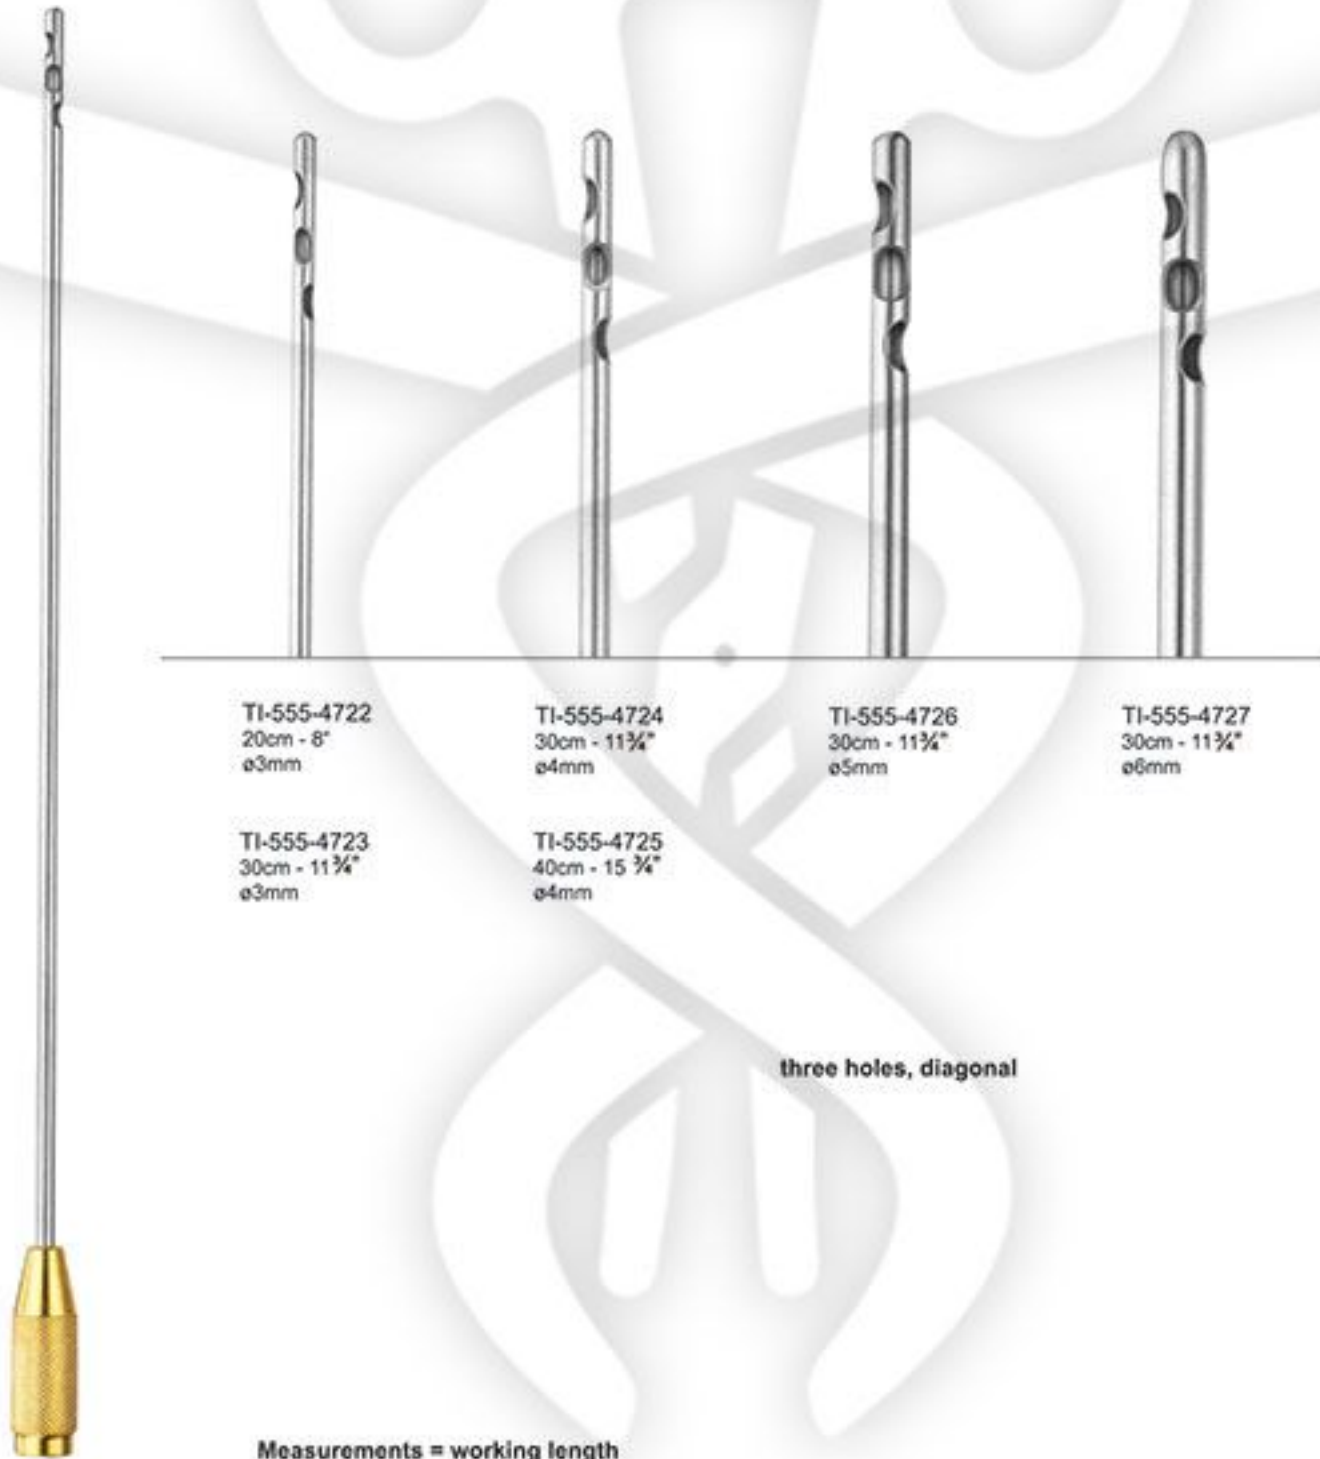 TI-555-4722
20cm - 8"
ø3mm
TI-555-4724
30cm - 11¾"
ø4mm
TI-555-4726
30cm - 11¾"
ø5mm
TI-555-4727
30cm - 11¾"
ø6mm
TI-555-4723
30cm - 11¾"
ø3mm
TI-555-4725
40cm - 15 ¾"
ø4mm
three holes, diagonal
Measurements = working length